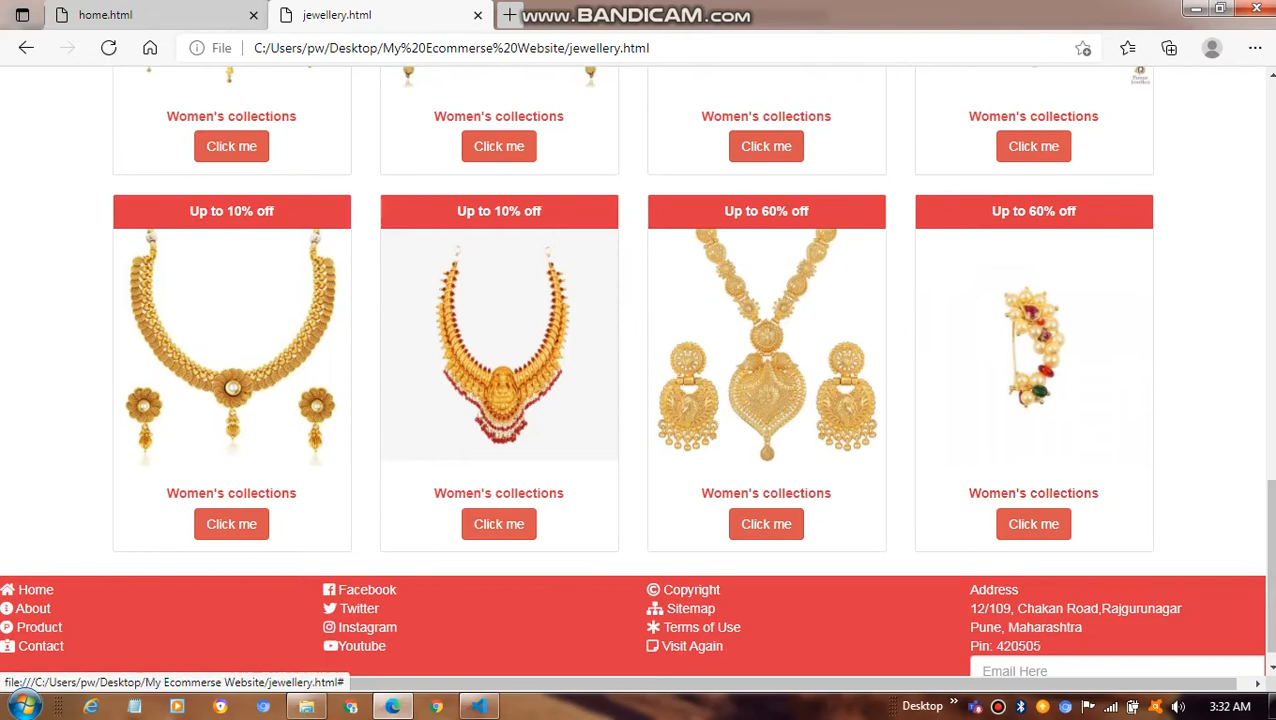 home.html
jewellery.html
www.BANDICAM.com
File
C:/Users/pw/Desktop/My%20Ecommerse%20Website/jewellery.html
Women's collections
Women's collections
Women's collections
Women's collections
Click me
Click me
Click me
Click me
Up to 10% off
Up to 10% off
Up to 60% off
Up to 60% off
Women's collections
Women's collections
Women's collections
Women's collections
Click me
Click me
Click me
Click me
Home
About
Product
Contact
Facebook
Twitter
Instagram
Youtube
Copyright
Sitemap
Terms of Use
Visit Again
Address
12/109, Chakan Road,Rajgurunagar
Pune, Maharashtra
Pin: 420505
Email Here
file:///C:/Users/pw/Desktop/My Ecommerse Website/jewellery.html#
Desktop
3:32 AM